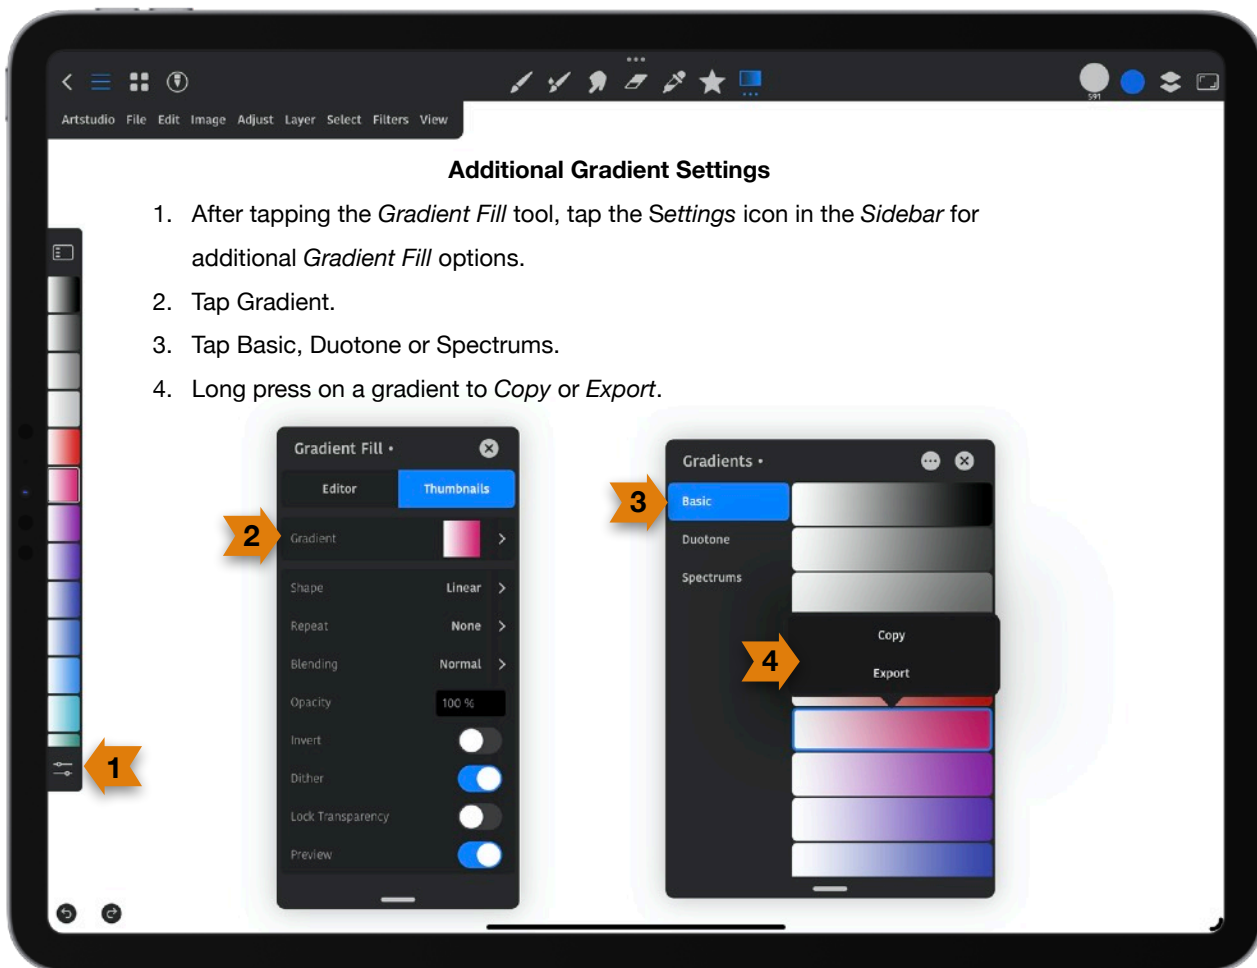 591
Artstudio File Edit Image Adjust Layer Select Filters View
Additional Gradient Settings
1. After tapping the Gradient Fill tool, tap the Settings icon in the Sidebar for
additional Gradient Fill options.
2. Tap Gradient.
3. Tap Basic, Duotone or Spectrums.
4. Long press on a gradient to Copy or Export.
Gradient Fill •
Editor Thumbnails
2
Gradient
Shape Linear
Repeat None
Blending Normal
Opacity 100 %
Invert
Dither
Lock Transparency
Preview
Gradients •
3
Basic
Duotone
Spectrums
4
Copy
Export
1